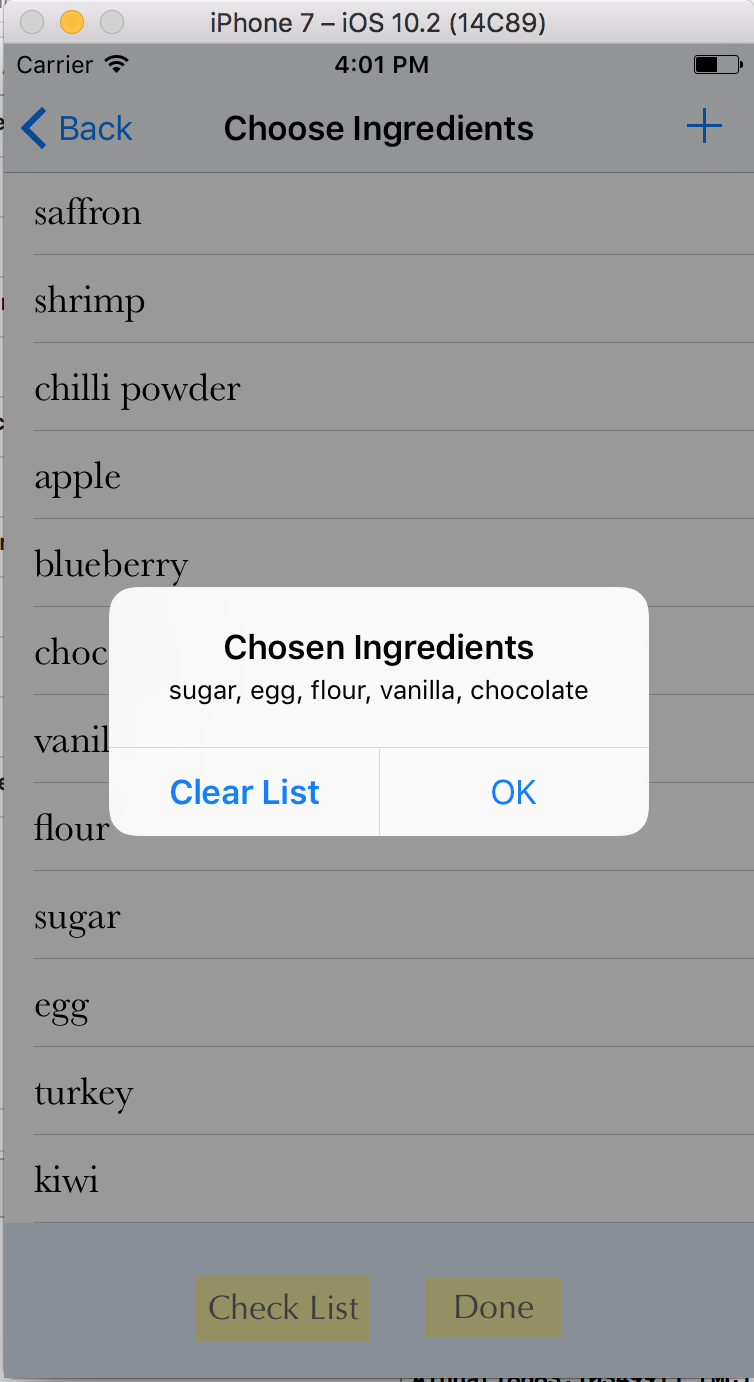 iPhone 7 – iOS 10.2 (14C89)
Carrier 4:01 PM
Back Choose Ingredients +
saffron
shrimp
chilli powder
apple
blueberry
Chosen Ingredients
choc
sugar, egg, flour, vanilla, chocolate
vanil
Clear List OK
flour
sugar
egg
turkey
kiwi
Check List Done